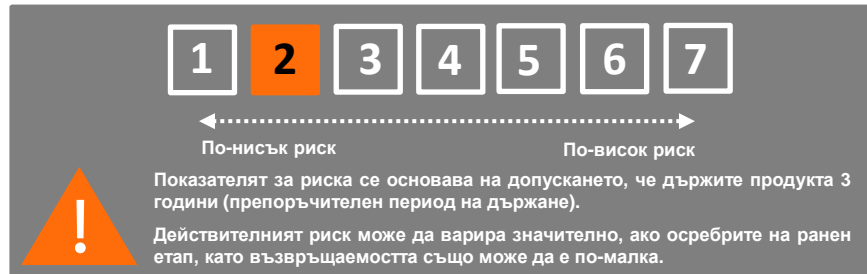 1 2 3 4 5 6 7
По-нисък риск По-висок риск
Показателят за риска се основава на допускането, че държите продукта 3
години (препоръчителен период на държане).
Действителният риск може да варира значително, ако осребрите на ранен
етап, като възвръщаемостта също може да е по-малка.
!